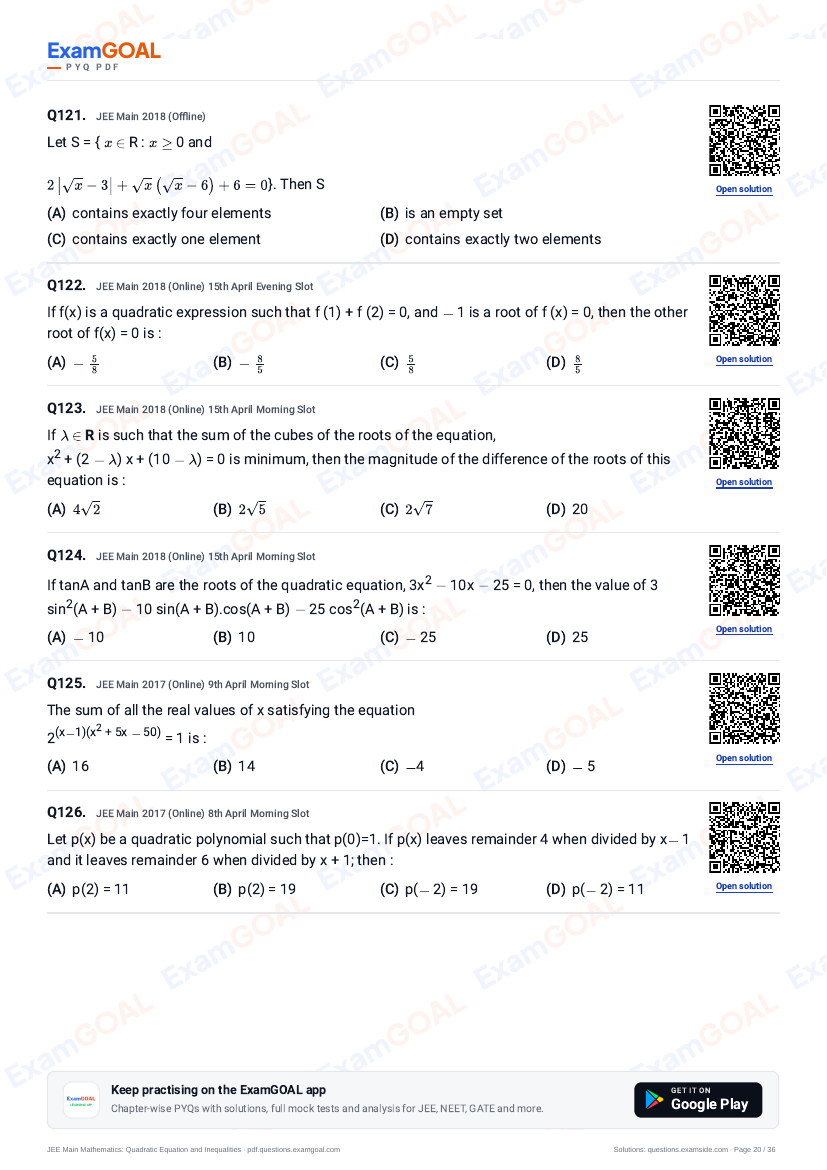 ExamGOAL
PYQ PDF
Q121. JEE Main 2018 (Offline)
Let S = { x ∈ R : x ≥ 0 and
2 |√x − 3| + √x (√x − 6) + 6 = 0}. Then S
(A) contains exactly four elements (B) is an empty set
(C) contains exactly one element (D) contains exactly two elements
Open solution
Q122. JEE Main 2018 (Online) 15th April Evening Slot
If f(x) is a quadratic expression such that f (1) + f (2) = 0, and − 1 is a root of f (x) = 0, then the other
root of f(x) = 0 is :
(A) − 5/8 (B) − 8/5 (C) 5/8 (D) 8/5
Open solution
Q123. JEE Main 2018 (Online) 15th April Morning Slot
If λ ∈ R is such that the sum of the cubes of the roots of the equation,
x² + (2 − λ) x + (10 − λ) = 0 is minimum, then the magnitude of the difference of the roots of this
equation is :
(A) 4√2 (B) 2√5 (C) 2√7 (D) 20
Open solution
Q124. JEE Main 2018 (Online) 15th April Morning Slot
If tanA and tanB are the roots of the quadratic equation, 3x² − 10x − 25 = 0, then the value of 3
sin²(A + B) − 10 sin(A + B).cos(A + B) − 25 cos²(A + B) is :
(A) − 10 (B) 10 (C) − 25 (D) 25
Open solution
Q125. JEE Main 2017 (Online) 9th April Morning Slot
The sum of all the real values of x satisfying the equation
2^(x−1)(x² + 5x − 50) = 1 is :
(A) 16 (B) 14 (C) −4 (D) − 5
Open solution
Q126. JEE Main 2017 (Online) 8th April Morning Slot
Let p(x) be a quadratic polynomial such that p(0)=1. If p(x) leaves remainder 4 when divided by x− 1
and it leaves remainder 6 when divided by x + 1; then :
(A) p(2) = 11 (B) p(2) = 19 (C) p(− 2) = 19 (D) p(− 2) = 11
Open solution
Keep practising on the ExamGOAL app
Chapter-wise PYQs with solutions, full mock tests and analysis for JEE, NEET, GATE and more.
ExamGOAL
GET IT ON
Google Play
JEE Main Mathematics: Quadratic Equation and Inequalities · pdf.questions.examgoal.com
Solutions: questions.examside.com · Page 20 / 36